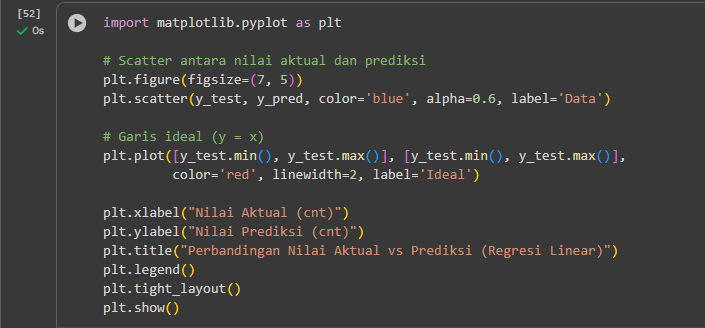 [52]
0s
import matplotlib.pyplot as plt
# Scatter antara nilai aktual dan prediksi
plt.figure(figsize=(7, 5))
plt.scatter(y_test, y_pred, color='blue', alpha=0.6, label='Data')
# Garis ideal (y = x)
plt.plot([y_test.min(), y_test.max()], [y_test.min(), y_test.max()],
color='red', linewidth=2, label='Ideal')
plt.xlabel("Nilai Aktual (cnt)")
plt.ylabel("Nilai Prediksi (cnt)")
plt.title("Perbandingan Nilai Aktual vs Prediksi (Regresi Linear)")
plt.legend()
plt.tight_layout()
plt.show()